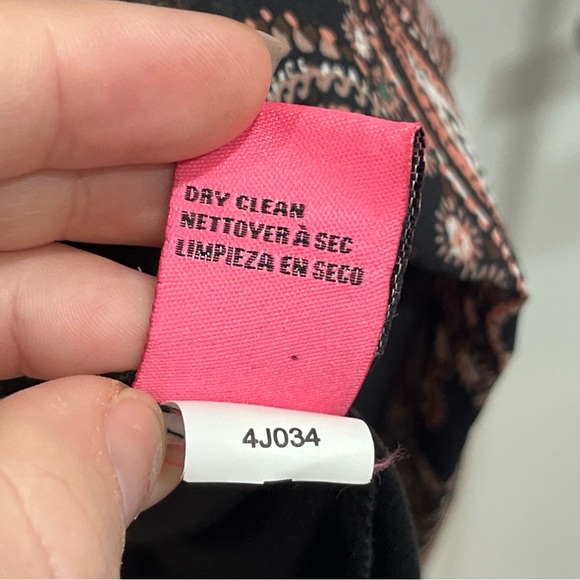 DRY CLEAN
NETTOYER À SEC
LIMPIEZA EN SECO
4J034